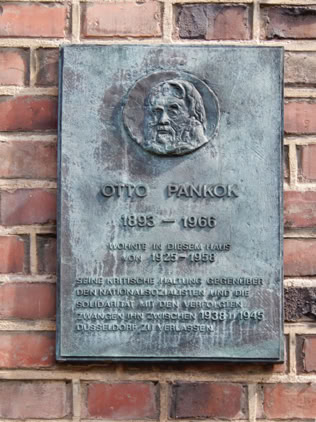 OTTO PANKOK
1893 – 1966
WOHNTE IN DIESEM HAUS
VON 1925 – 1958
SEINE KRITISCHE HALTUNG GEGENÜBER
DEN NATIONALSOZIALISTEN UND DIE
SOLIDARITÄT MIT DEN VERFOLGTEN
ZWANGEN IHN ZWISCHEN 1938 U 1945
DÜSSELDORF ZU VERLASSEN.